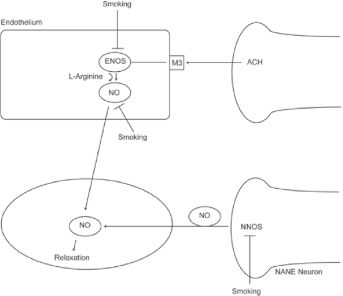 Smoking
Endothelium
ENOS
M3
ACH
L-Arginine
NO
Smoking
NO
NO
NNOS
Relaxation
NANE Neuron
Smoking